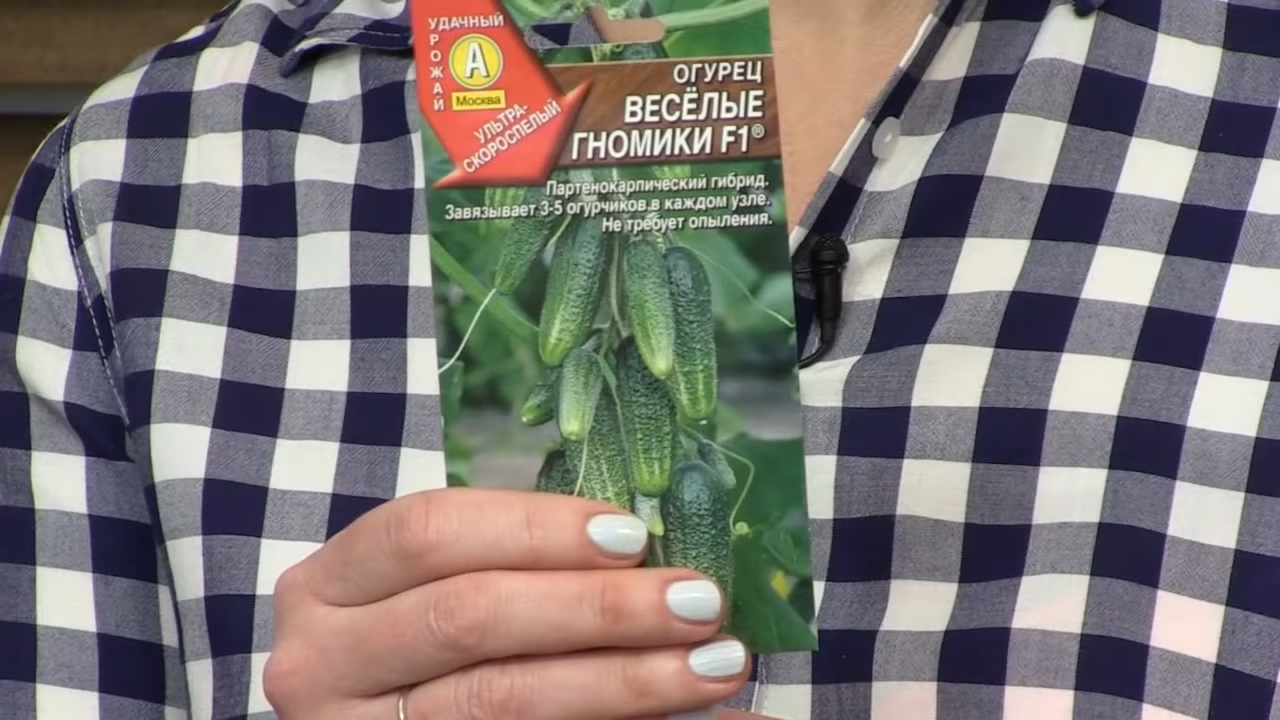 УДАЧНЫЙ
УРОЖАЙ
А
Москва
УЛЬТРА-
СКОРОСПЕЛЫЙ
ОГУРЕЦ
ВЕСЁЛЫЕ
ГНОМИКИ F1®
Партенокарпический гибрид.
Завязывает 3-5 огурчиков в каждом узле.
Не требует опыления.